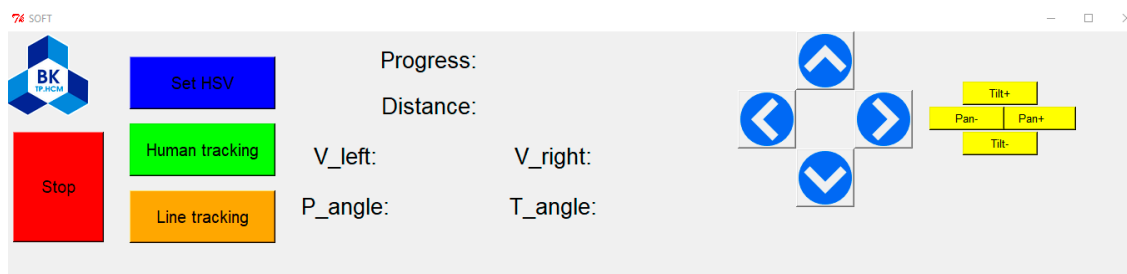 SOFT
BK
TP.HCM
Set HSV
Human tracking
Line tracking
Stop
Progress:
Distance:
V_left:
V_right:
P_angle:
T_angle:
Tilt+
Pan-
Pan+
Tilt-